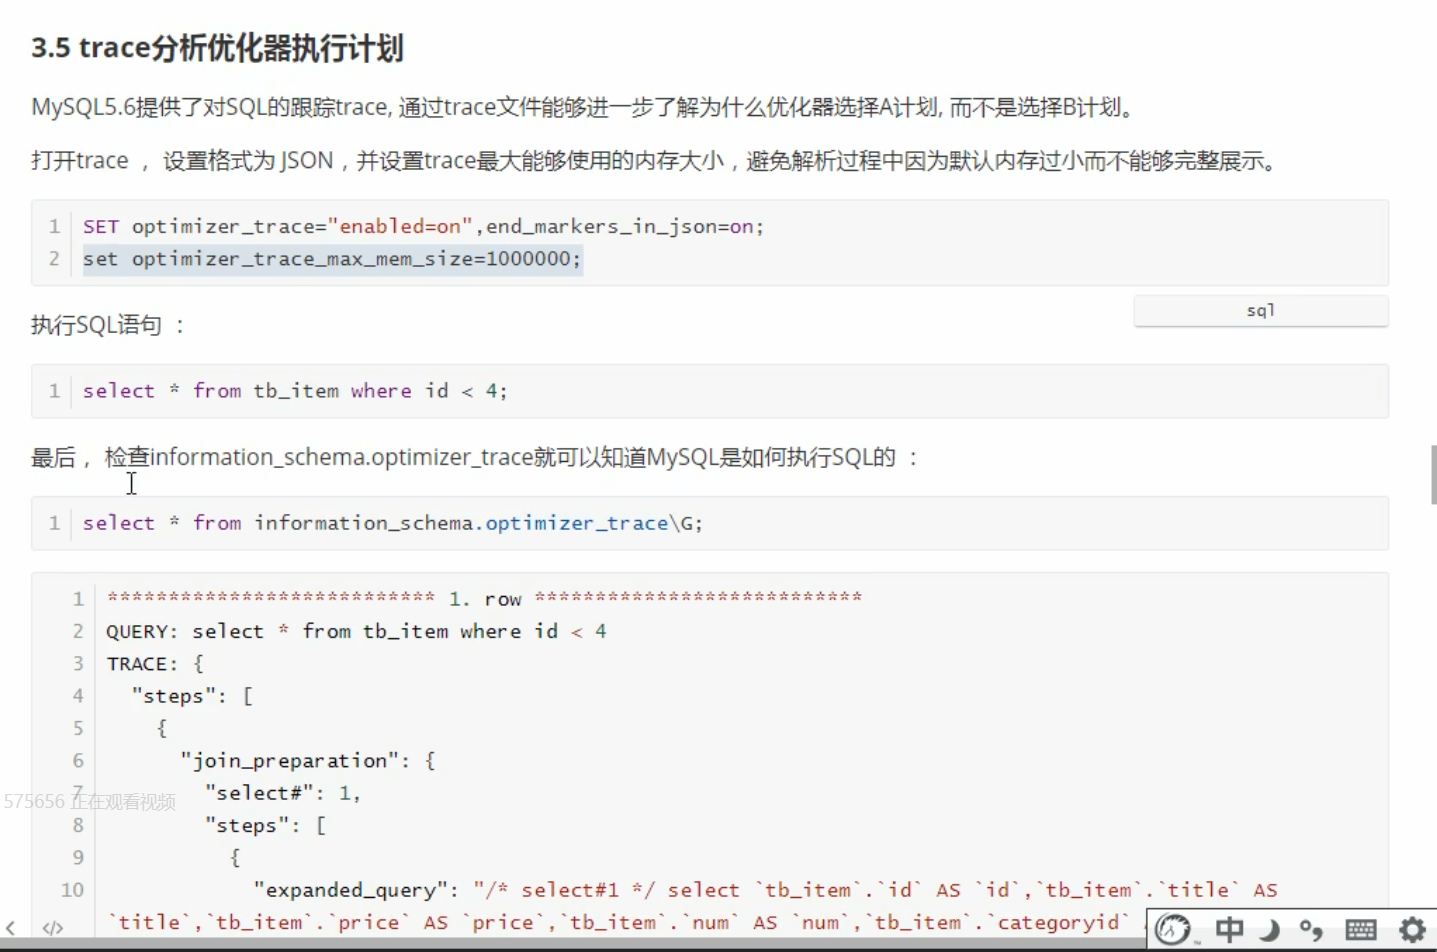 3.5 trace分析优化器执行计划
MySQL5.6提供了对SQL的跟踪trace, 通过trace文件能够进一步了解为什么优化器选择A计划, 而不是选择B计划。
打开trace ， 设置格式为 JSON，并设置trace最大能够使用的内存大小，避免解析过程中因为默认内存过小而不能够完整展示。
1 SET optimizer_trace="enabled=on",end_markers_in_json=on;
2 set optimizer_trace_max_mem_size=1000000;
sql
执行SQL语句 ：
1 select * from tb_item where id < 4;
最后， 检查information_schema.optimizer_trace就可以知道MySQL是如何执行SQL的 ：
1 select * from information_schema.optimizer_trace\G;
1 *************************** 1. row ***************************
2 QUERY: select * from tb_item where id < 4
3 TRACE: {
4 "steps": [
5 {
6 "join_preparation": {
7 "select#": 1,
575656 正在观看视频
8 "steps": [
9 {
10 "expanded_query": "/* select#1 */ select `tb_item`.`id` AS `id`,`tb_item`.`title` AS
`title`,`tb_item`.`price` AS `price`,`tb_item`.`num` AS `num`,`tb_item`.`categoryid`
</>
中